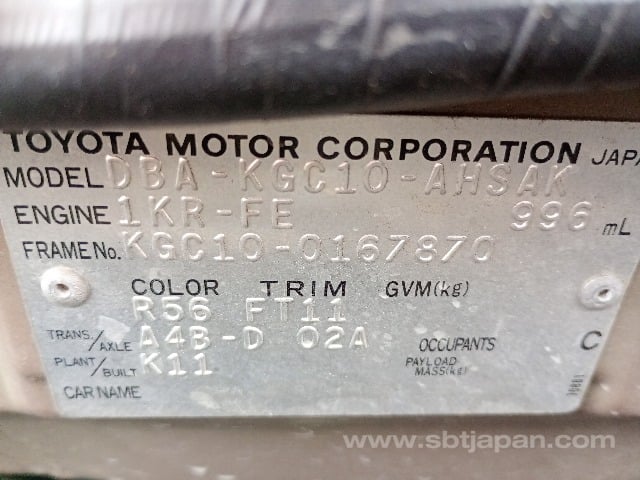 TOYOTA MOTOR CORPORATION JAPA
MODEL DBA-KGC10-AHSAK
ENGINE 1KR-FE 996 mL
FRAME No. KGC10-0167870
COLOR TRIM GVM(kg)
R56 FT11
TRANS./AXLE A4B-D 02A OCCUPANTS C
PLANT/BUILT K11 PAYLOAD MASS(kg)
CAR NAME
www.sbtjapan.com